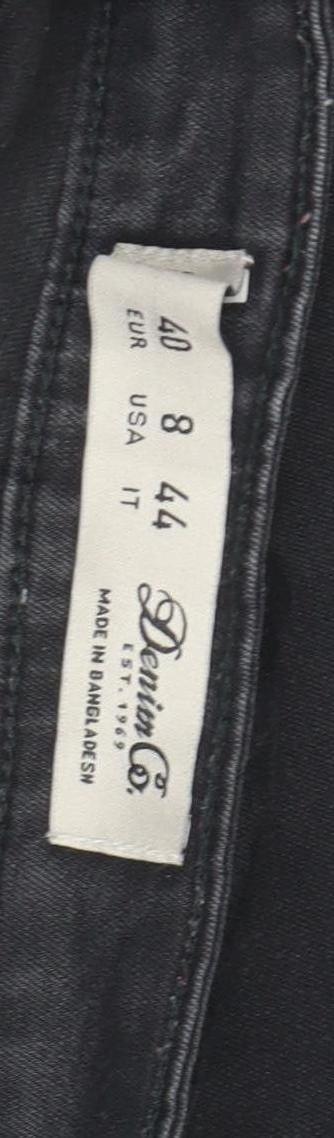 40 8 44
EUR USA IT
Denim Co.
EST. 1969
MADE IN BANGLADESH